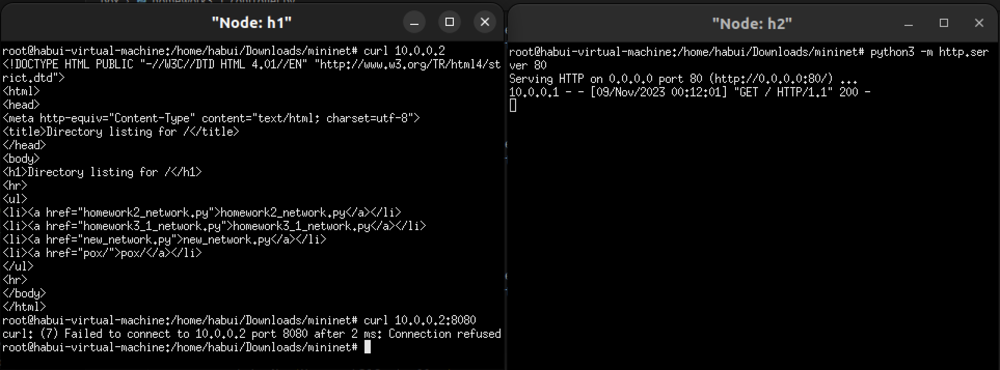 "Node: h1"
root@habui-virtual-machine:/home/habui/Downloads/mininet# curl 10.0.0.2
<!DOCTYPE HTML PUBLIC "-//W3C//DTD HTML 4.01//EN" "http://www.w3.org/TR/html4/st
rict.dtd">
<html>
<head>
<meta http-equiv="Content-Type" content="text/html; charset=utf-8">
<title>Directory listing for /</title>
</head>
<body>
<h1>Directory listing for /</h1>
<hr>
<ul>
<li><a href="homework2_network.py">homework2_network.py</a></li>
<li><a href="homework3_1_network.py">homework3_1_network.py</a></li>
<li><a href="new_network.py">new_network.py</a></li>
<li><a href="pox/">pox/</a></li>
</ul>
<hr>
</body>
</html>
root@habui-virtual-machine:/home/habui/Downloads/mininet# curl 10.0.0.2:8080
curl: (7) Failed to connect to 10.0.0.2 port 8080 after 2 ms: Connection refused
root@habui-virtual-machine:/home/habui/Downloads/mininet#
"Node: h2"
root@habui-virtual-machine:/home/habui/Downloads/mininet# python3 -m http.ser
ver 80
Serving HTTP on 0.0.0.0 port 80 (http://0.0.0.0:80/) ...
10.0.0.1 - - [09/Nov/2023 00:12:01] "GET / HTTP/1.1" 200 -